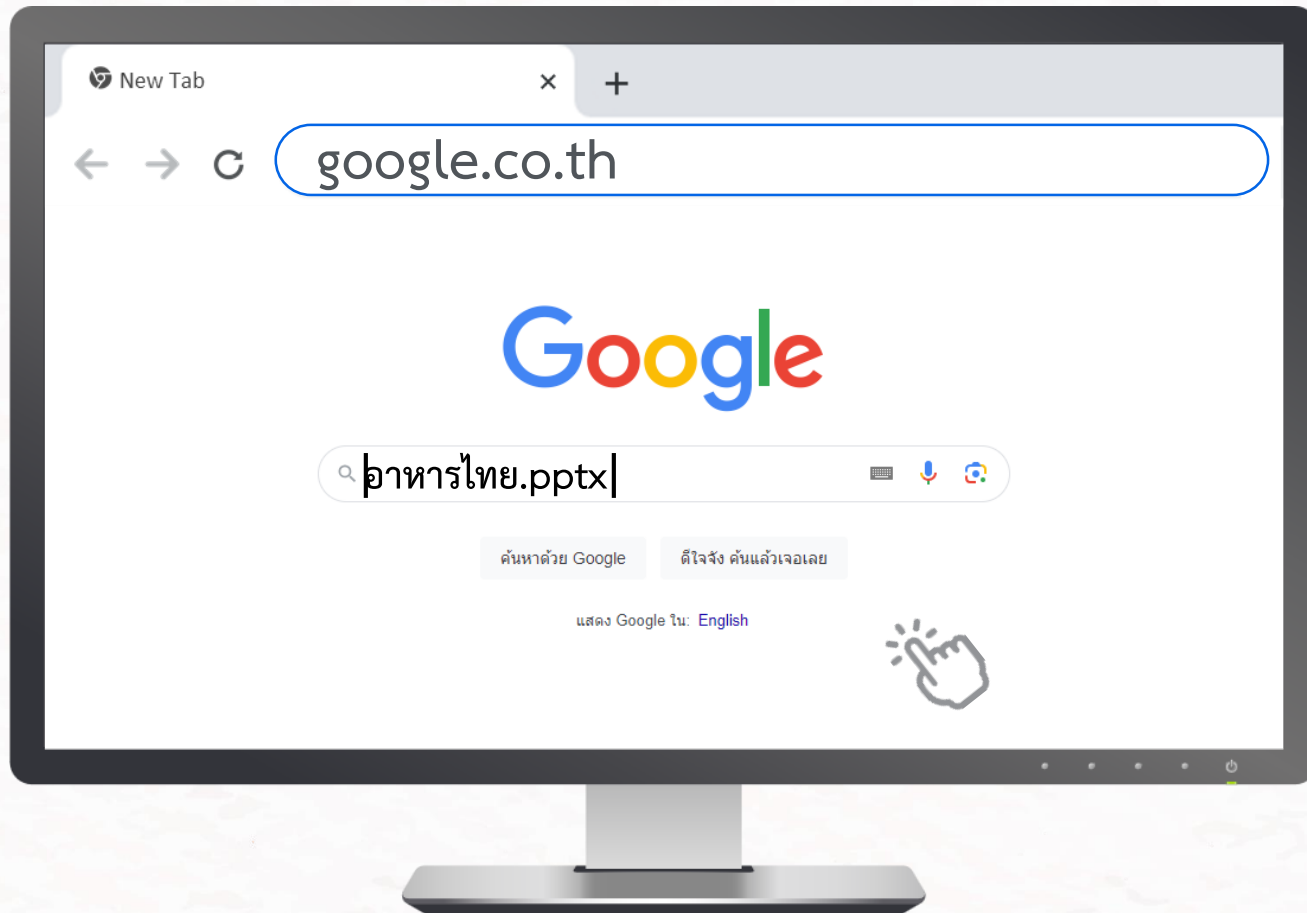 New Tab
google.co.th
Google
อาหารไทย.pptx
ค้นหาด้วย Google ดีใจจัง ค้นแล้วเจอเลย
แสดง Google ใน: English